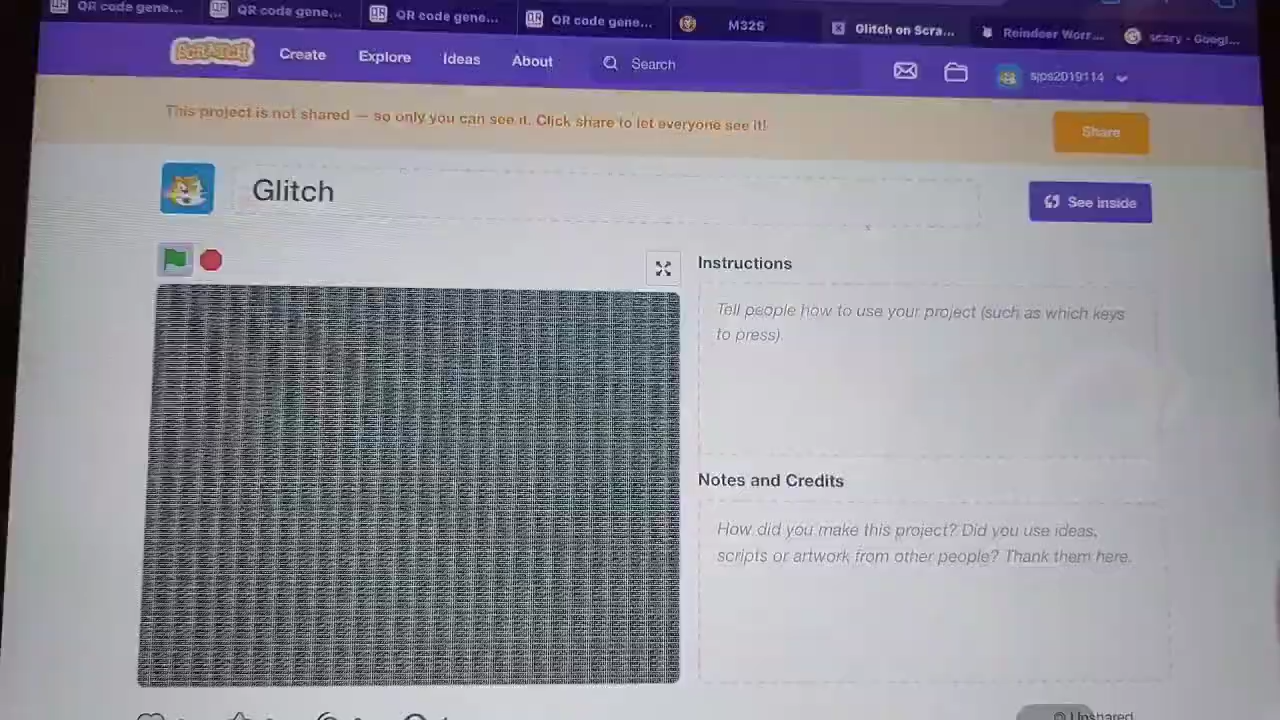 QR code gene...
QR code gene...
QR code gene...
QR code gene...
M32S
Glitch on Scra...
Reindeer Worr...
scary - Googl...
SCRATCH
Create
Explore
Ideas
About
Search
sjps2019114
This project is not shared — so only you can see it. Click share to let everyone see it!
Share
Glitch
See inside
Instructions
Tell people how to use your project (such as which keys
to press).
Notes and Credits
How did you make this project? Did you use ideas,
scripts or artwork from other people? Thank them here.
Unshared